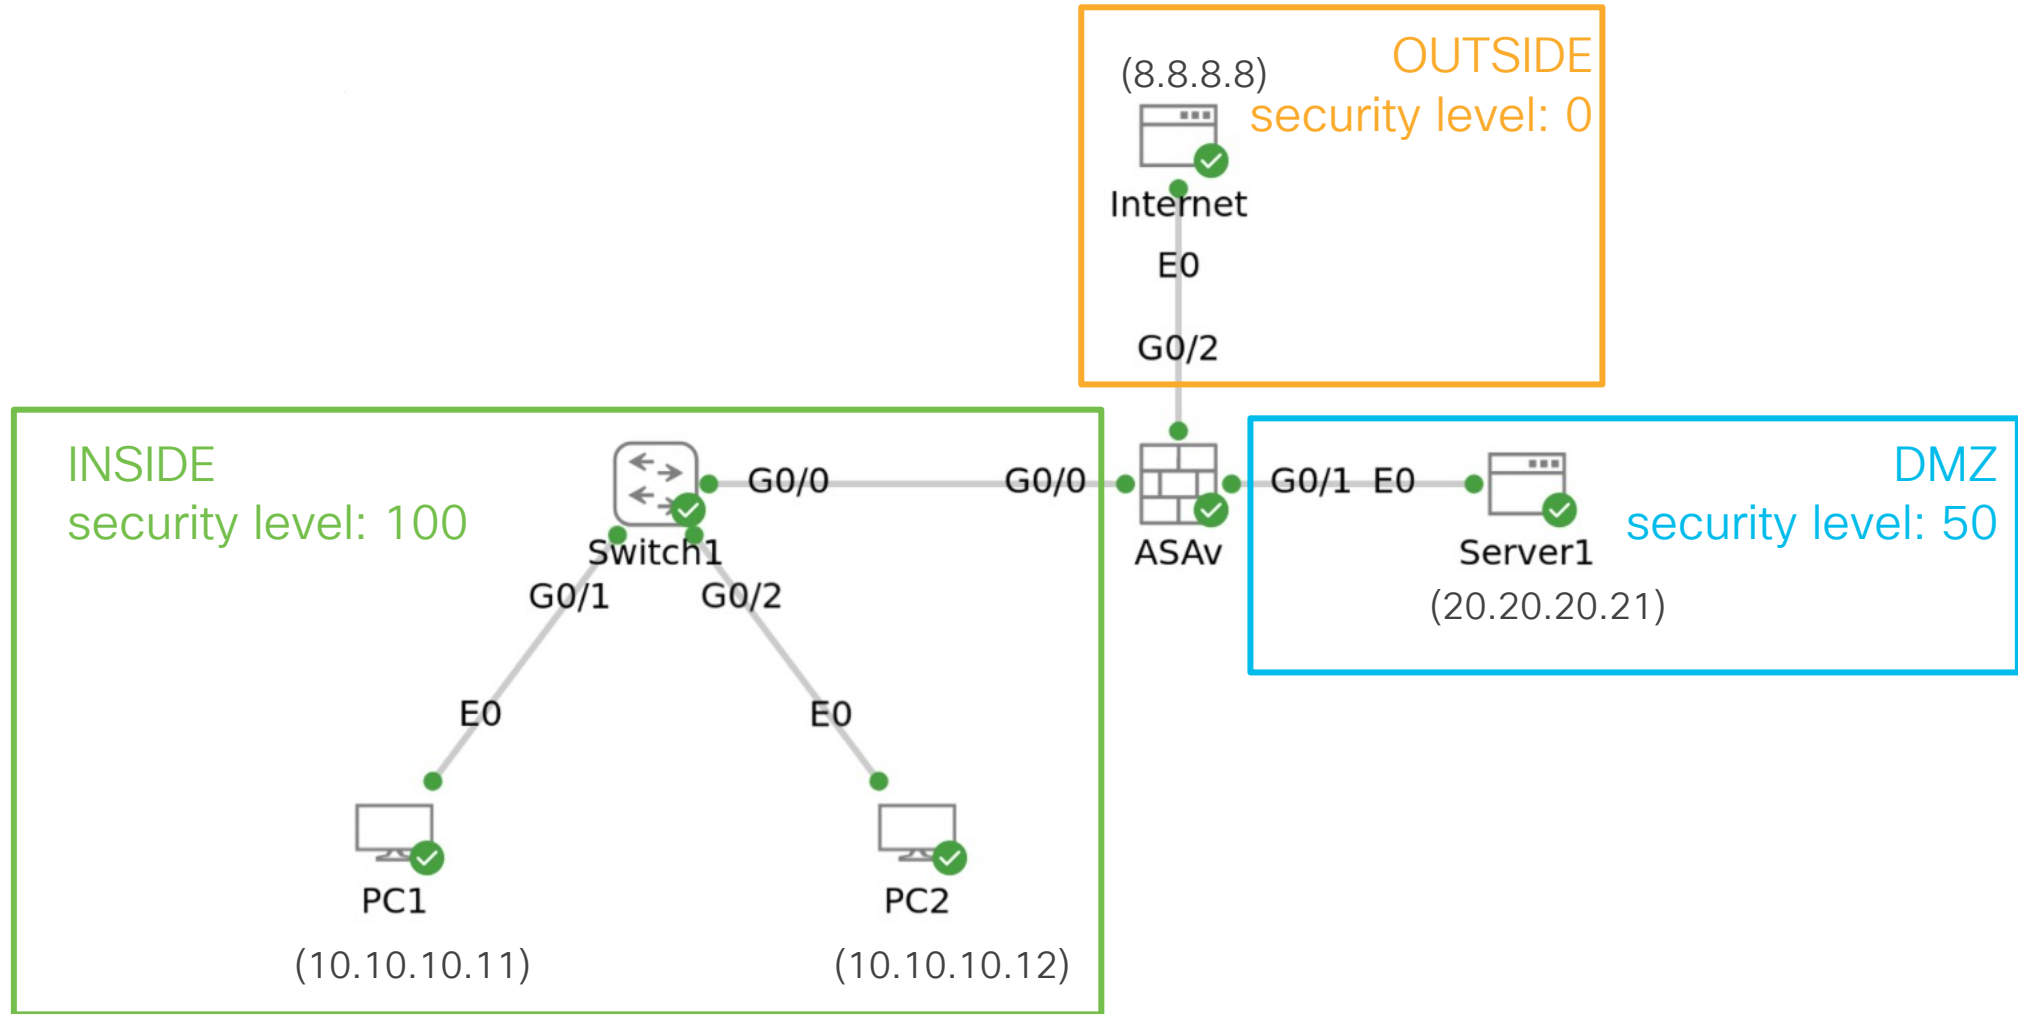 OUTSIDE
security level: 0
(8.8.8.8)
Internet
E0
G0/2
INSIDE
security level: 100
Switch1
G0/0
G0/0
G0/1
G0/2
E0
E0
PC1
(10.10.10.11)
PC2
(10.10.10.12)
ASAv
G0/1
E0
Server1
(20.20.20.21)
DMZ
security level: 50